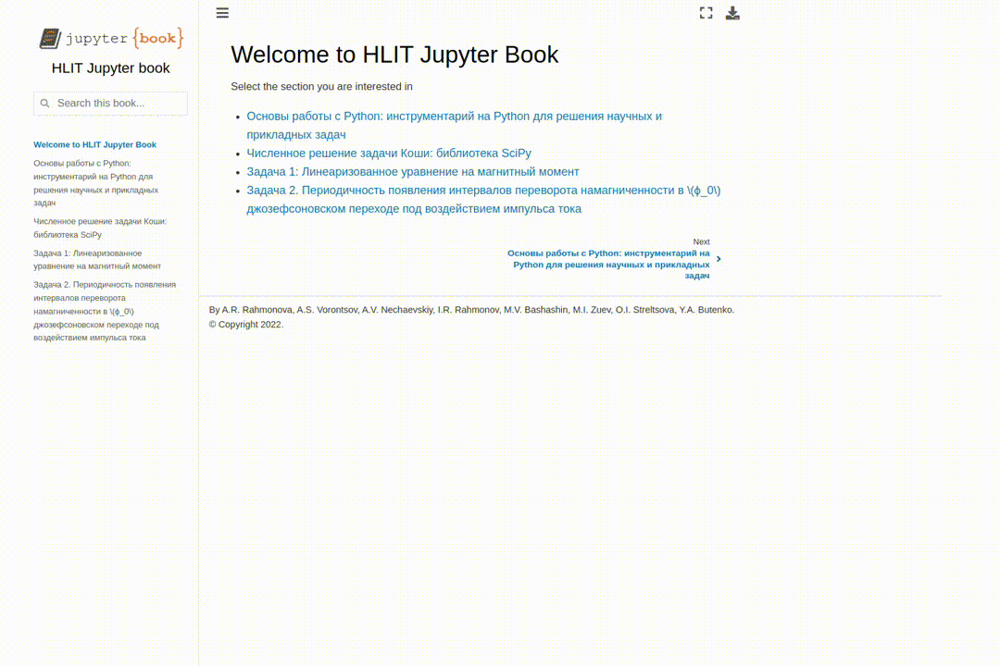 jupyter {book}
HLIT Jupyter book
Search this book...
Welcome to HLIT Jupyter Book
Основы работы с Python:
инструментарий на Python для
решения научных и прикладных
задач
Численное решение задачи Коши:
библиотека SciPy
Задача 1: Линеаризованное
уравнение на магнитный момент
Задача 2. Периодичность появления
интервалов переворота
намагниченности в \(ϕ_0\)
джозефсоновском переходе под
воздействием импульса тока
Welcome to HLIT Jupyter Book
Select the section you are interested in
• Основы работы с Python: инструментарий на Python для решения научных и
прикладных задач
• Численное решение задачи Коши: библиотека SciPy
• Задача 1: Линеаризованное уравнение на магнитный момент
• Задача 2. Периодичность появления интервалов переворота намагниченности в \(ϕ_0\)
джозефсоновском переходе под воздействием импульса тока
Next
Основы работы с Python: инструментарий на
Python для решения научных и прикладных
задач
By A.R. Rahmonova, A.S. Vorontsov, A.V. Nechaevskiy, I.R. Rahmonov, M.V. Bashashin, M.I. Zuev, O.I. Streltsova, Y.A. Butenko.
© Copyright 2022.